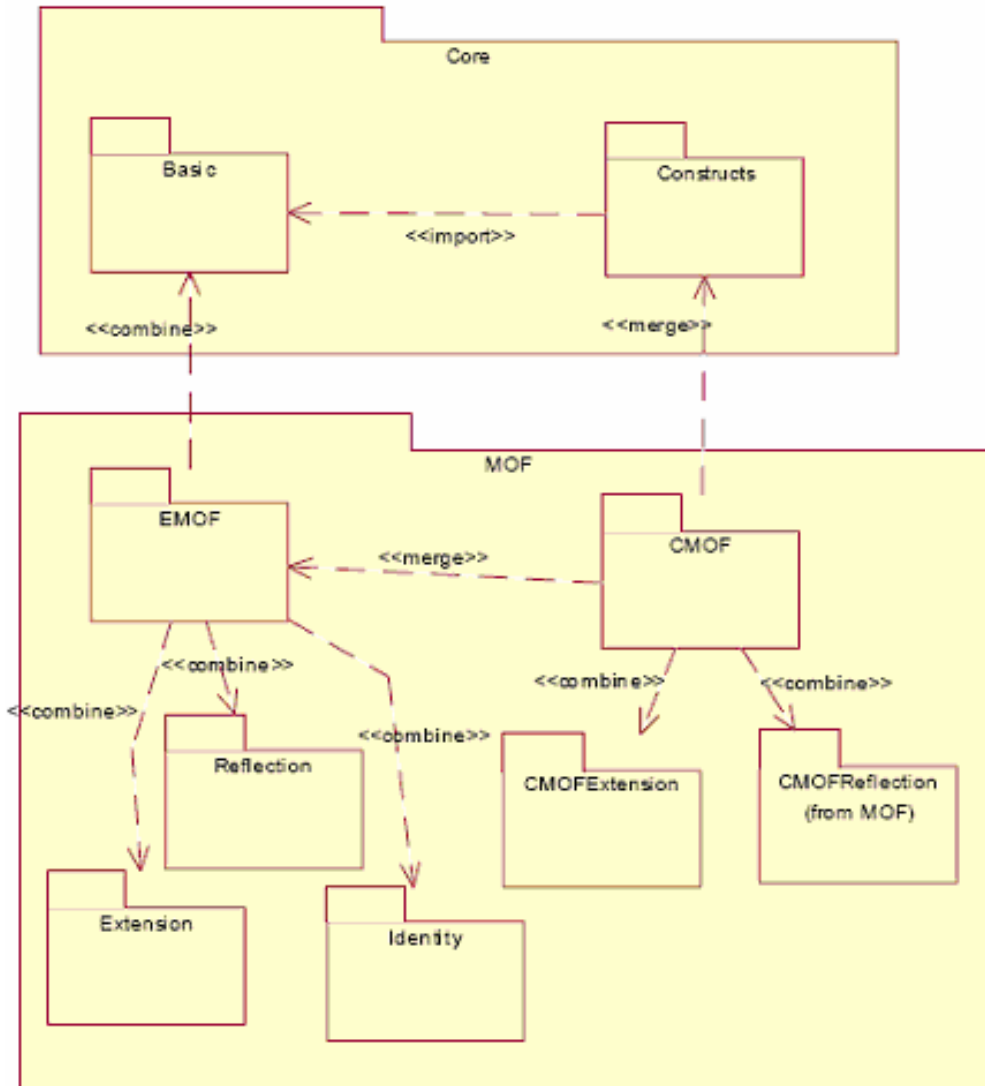 Core
Basic
Constructs
<<import>>
<<combine>>
<<merge>>
MOF
EMOF
CMOF
<<merge>>
<<combine>>
<<combine>>
<<combine>>
<<combine>>
<<combine>>
Reflection
CMOFExtension
CMOFReflection
(from MOF)
Extension
Identity